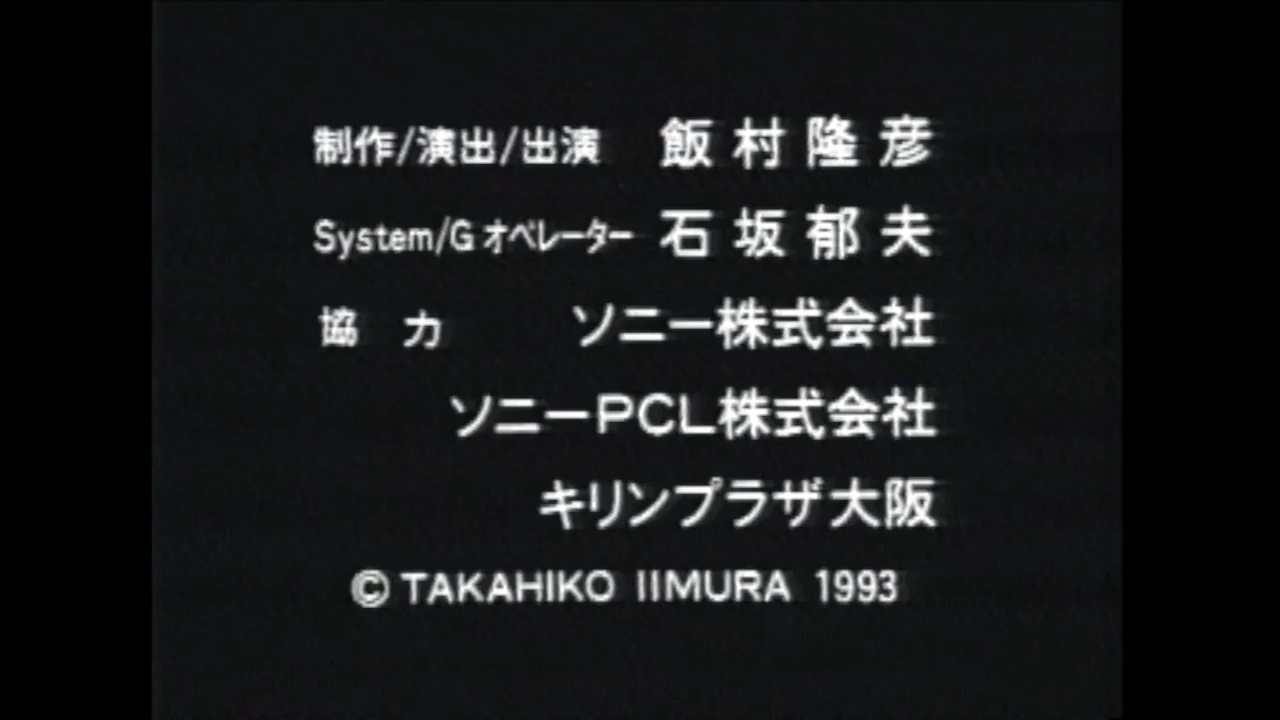 制作/演出/出演 飯村隆彦
System/G オペレーター 石坂郁夫
協力 ソニー株式会社
ソニーPCL株式会社
キリンプラザ大阪
© TAKAHIKO IIMURA 1993